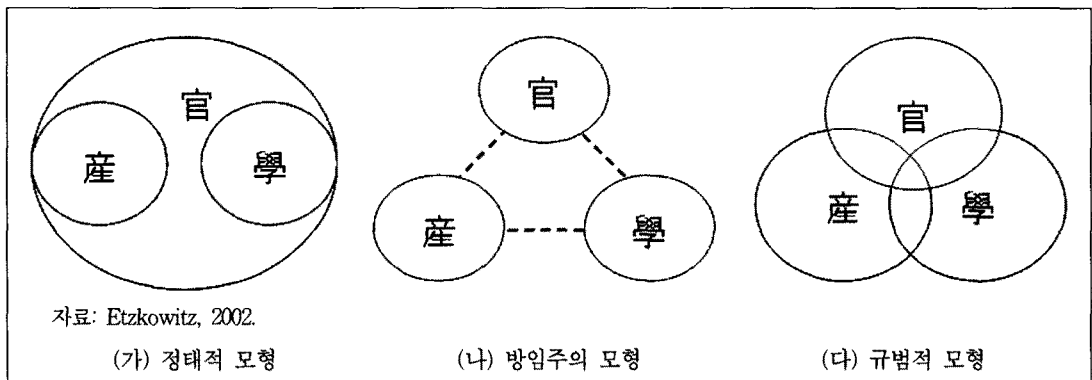 官
産
學
官
産
學
官
産
學
자료: Etzkowitz, 2002.
(가) 정태적 모형
(나) 방임주의 모형
(다) 규범적 모형